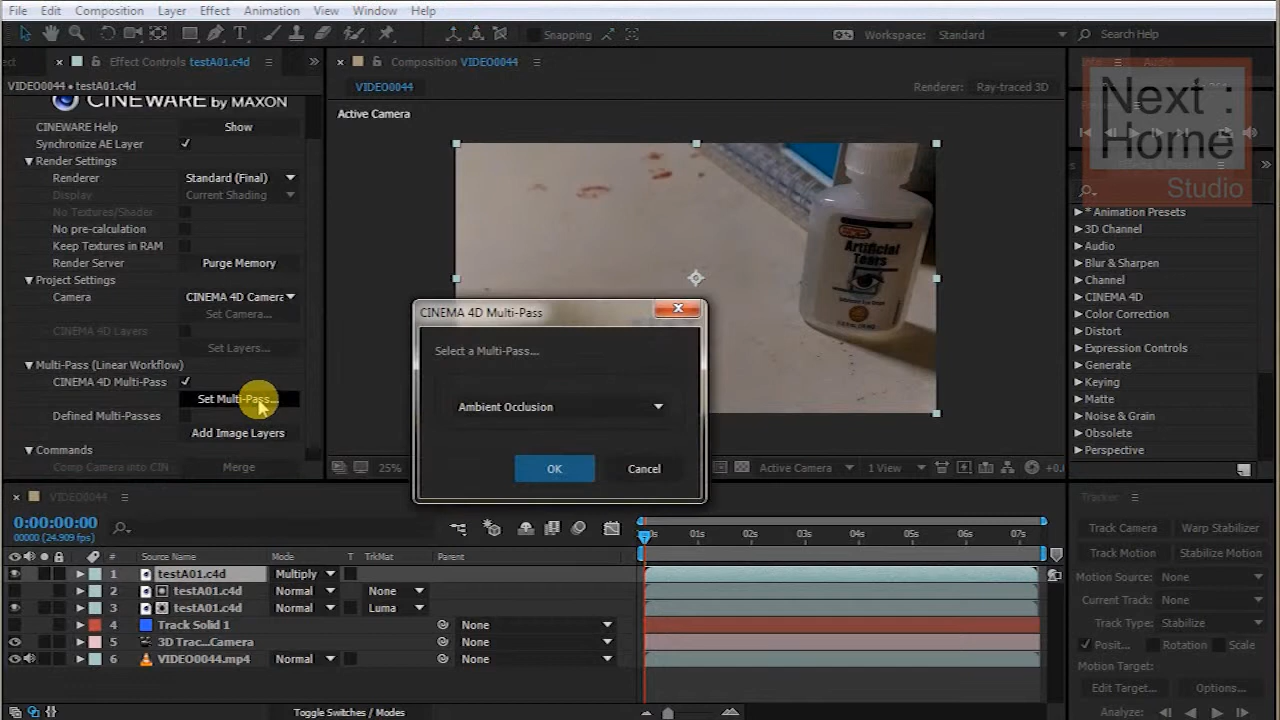 File Edit Composition Layer Effect Animation View Window Help
Snapping
Workspace: Standard
Search Help
Effect Controls testA01.c4d
VIDEO0044 • testA01.c4d
CINEWARE by MAXON
CINEWARE Help Show
Synchronize AE Layer
Render Settings
Renderer Standard (Final)
Display Current Shading
No Textures/Shader
No pre-calculation
Keep Textures in RAM
Render Server Purge Memory
Project Settings
Camera CINEMA 4D Camera
Set Camera...
CINEMA 4D Layers
Set Layers...
Multi-Pass (Linear Workflow)
CINEMA 4D Multi-Pass
Set Multi-Pass...
Defined Multi-Passes
Add Image Layers
Commands
Comp Camera into CIN Merge
Composition VIDEO0044
VIDEO0044
Renderer: Ray-traced 3D
Active Camera
Artificial
Tears
CINEMA 4D Multi-Pass
Select a Multi-Pass...
Ambient Occlusion
OK Cancel
25%
Active Camera 1 View
+0.
Info Audio
Next :
Home
Studio
* Animation Presets
3D Channel
Audio
Blur & Sharpen
Channel
CINEMA 4D
Color Correction
Distort
Expression Controls
Generate
Keying
Matte
Noise & Grain
Obsolete
Perspective
VIDEO0044
0:00:00:00
00000 (24.909 fps)
# Source Name Mode T TrkMat Parent
01s 02s 03s 04s 05s 06s 07s
1 testA01.c4d Multiply
2 testA01.c4d Normal None
3 testA01.c4d Normal Luma
4 Track Solid 1 None
5 3D Trac...Camera None
6 VIDEO0044.mp4 Normal None
Toggle Switches / Modes
Tracker
Track Camera Warp Stabilizer
Track Motion Stabilize Motion
Motion Source: None
Current Track: None
Track Type: Stabilize
Posit... Rotation Scale
Motion Target:
Edit Target... Options...
Analyze: